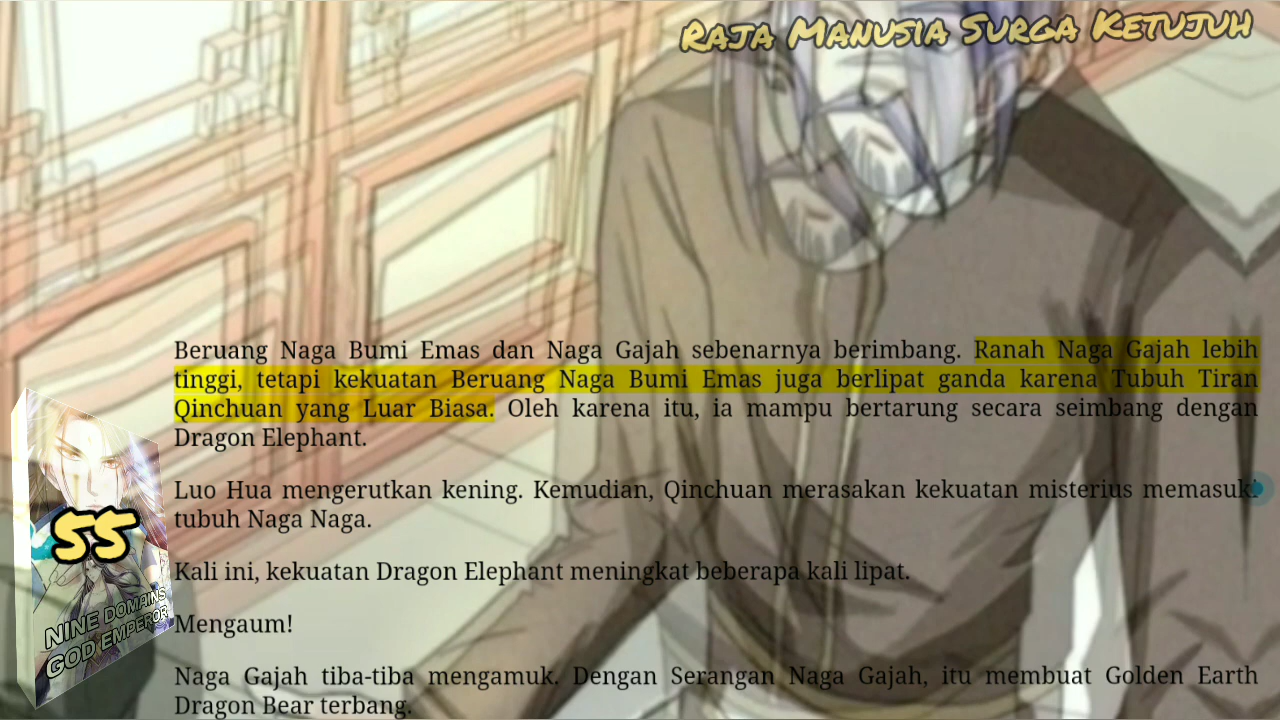 Raja Manusia Surga Ketujuh
Beruang Naga Bumi Emas dan Naga Gajah sebenarnya berimbang. Ranah Naga Gajah lebih
tinggi, tetapi kekuatan Beruang Naga Bumi Emas juga berlipat ganda karena Tubuh Tiran
Qinchuan yang Luar Biasa. Oleh karena itu, ia mampu bertarung secara seimbang dengan
Dragon Elephant.
Luo Hua mengerutkan kening. Kemudian, Qinchuan merasakan kekuatan misterius memasuki
tubuh Naga Naga.
Kali ini, kekuatan Dragon Elephant meningkat beberapa kali lipat.
Mengaum!
Naga Gajah tiba-tiba mengamuk. Dengan Serangan Naga Gajah, itu membuat Golden Earth
Dragon Bear terbang.
55
NINE DOMAINS
GOD EMPEROR